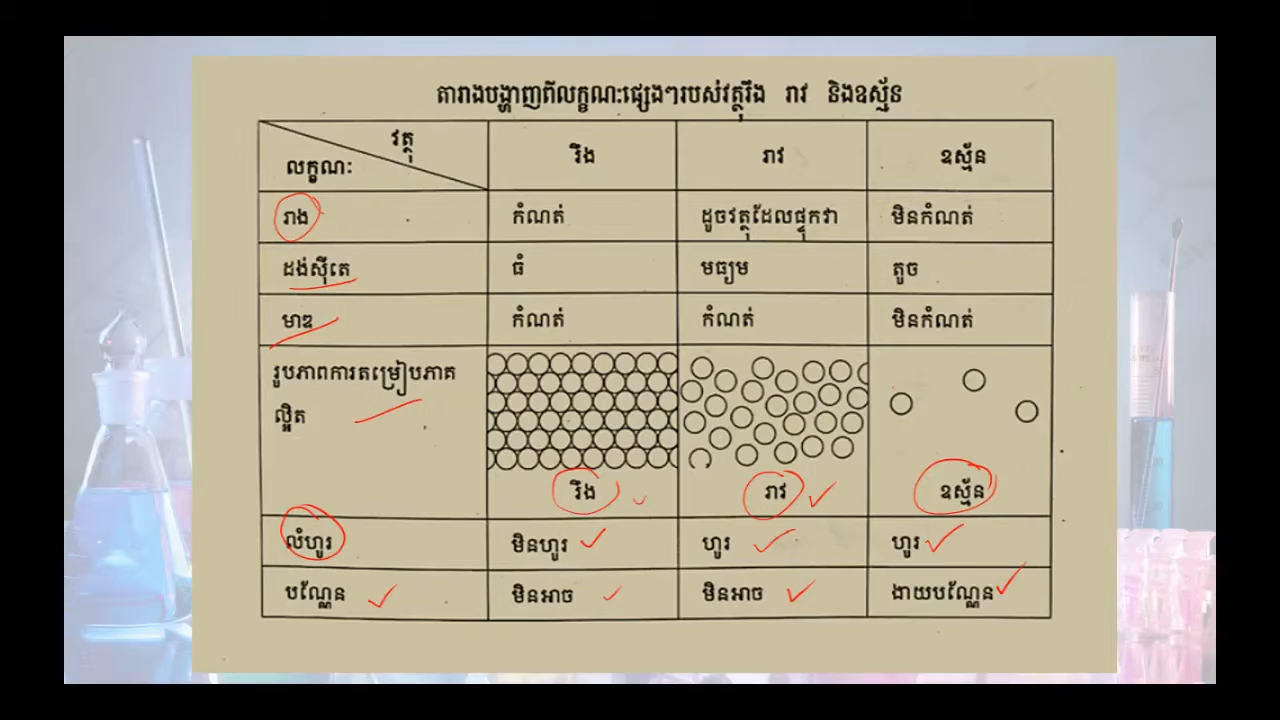 តារាងបង្ហាញពីលក្ខណៈផ្សេងៗរបស់វត្ថុរឹង រាវ និងឧស្ម័ន
វត្ថុ
លក្ខណៈ
រឹង
រាវ
ឧស្ម័ន
រាង
កំណត់
ដូចវត្ថុដែលផ្ទុកវា
មិនកំណត់
ដង់ស៊ីតេ
ធំ
មធ្យម
តូច
មាឌ
កំណត់
កំណត់
មិនកំណត់
រូបភាពការតម្រៀបភាគ
ល្អិត
រឹង
រាវ
ឧស្ម័ន
លំហូរ
មិនហូរ
ហូរ
ហូរ
បណ្ណែន
មិនអាច
មិនអាច
ងាយបណ្ណែន